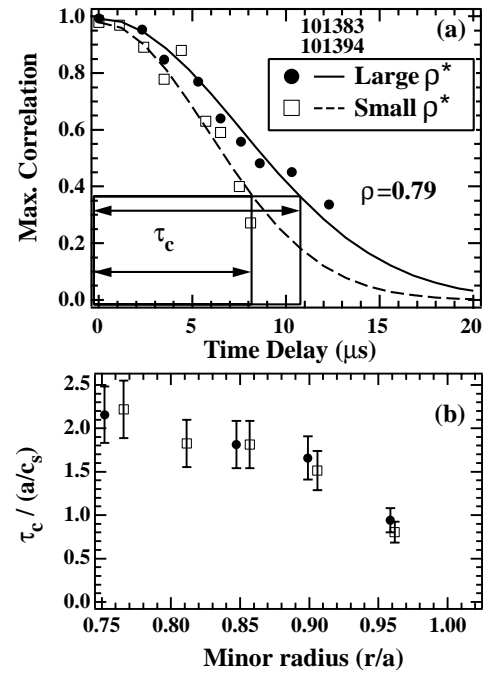 (a)
101383
101394
Large ρ*
Small ρ*
ρ=0.79
τc
Max. Correlation
1.0
0.8
0.6
0.4
0.2
0.0
0
5
10
15
20
Time Delay (μs)
(b)
τc / (a/cs)
2.5
2.0
1.5
1.0
0.5
0.0
0.75
0.80
0.85
0.90
0.95
1.00
Minor radius (r/a)